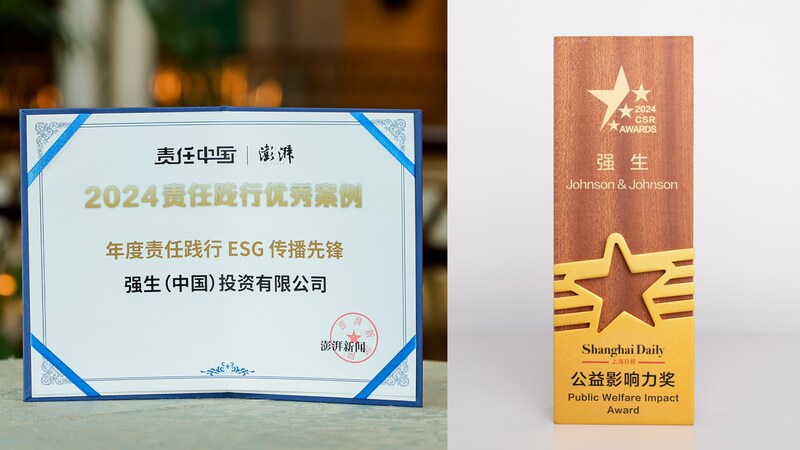 责任中国 | 澎湃
2024责任践行优秀案例
年度责任践行 ESG 传播先锋
强生（中国）投资有限公司
澎湃新闻
2024
CSR
AWARDS
强生
Johnson & Johnson
Shanghai Daily
上海日报
公益影响力奖
Public Welfare Impact
Award